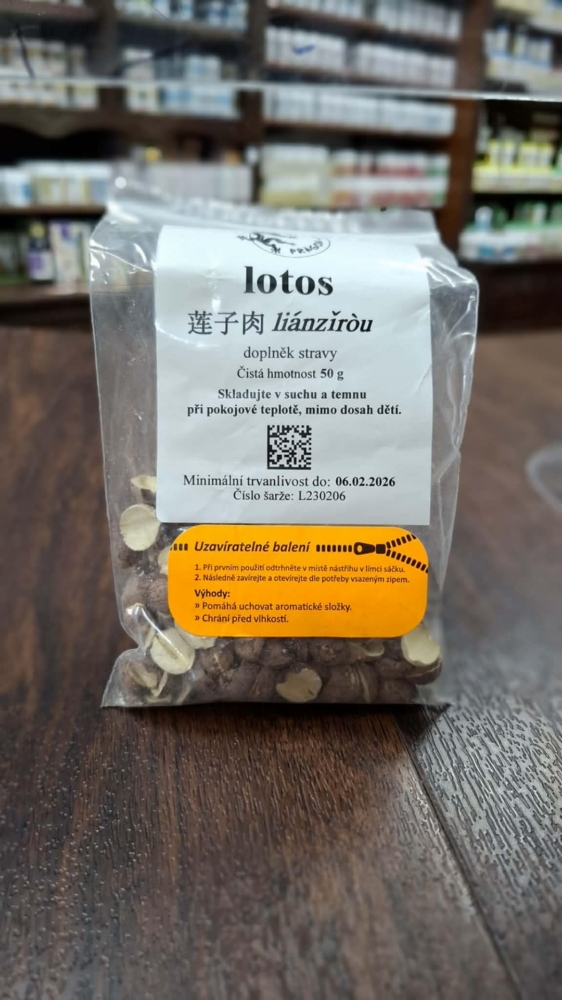 lotos
莲子肉 liánzǐròu
doplněk stravy
Čistá hmotnost 50 g
Skladujte v suchu a temnu
při pokojové teplotě, mimo dosah dětí.
Minimální trvanlivost do: 06.02.2026
Číslo šarže: L230206
Uzavíratelné balení
1. Při prvním použití odtrhněte v místě nástřihu v límci sáčku.
2. Následně zavírejte a otevírejte dle potřeby vsazeným zipem.
Výhody:
» Pomáhá uchovat aromatické složky.
» Chrání před vlhkostí.